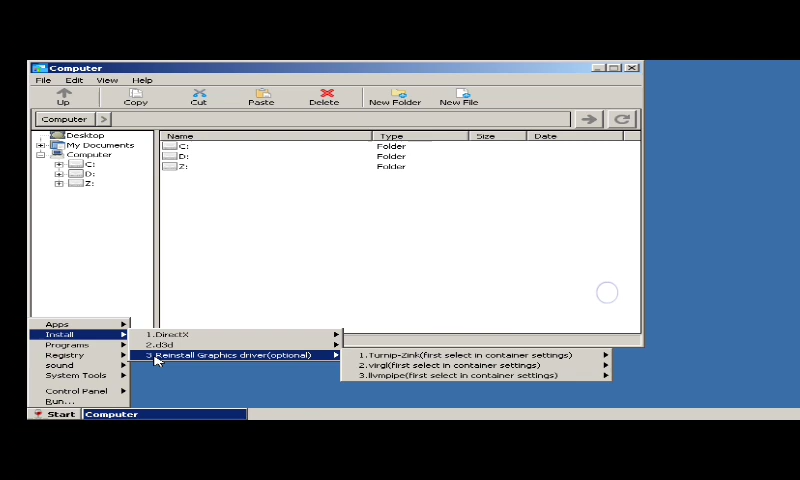 Computer
File Edit View Help
Up Copy Cut Paste Delete New Folder New File
Computer >
Desktop
My Documents
Computer
C:
D:
Z:
Name Type Size Date
C: Folder
D: Folder
Z: Folder
Apps
Install
Programs
Registry
sound
System Tools
Control Panel
Run...
1.DirectX
2.d3d
3.Reinstall Graphics driver(optional)
1.Turnip-Zink(first select in container settings)
2.virgl(first select in container settings)
3.llvmpipe(first select in container settings)
Start Computer